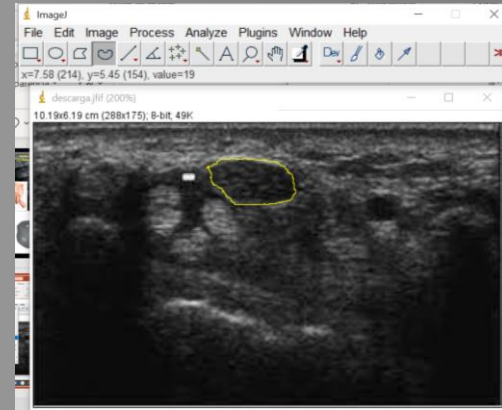 ImageJ
File Edit Image Process Analyze Plugins Window Help
A Dev
x=7.58 (214), y=5.45 (154), value=19
descarga.jfif (200%)
10.19x6.19 cm (288x175); 8-bit; 49K